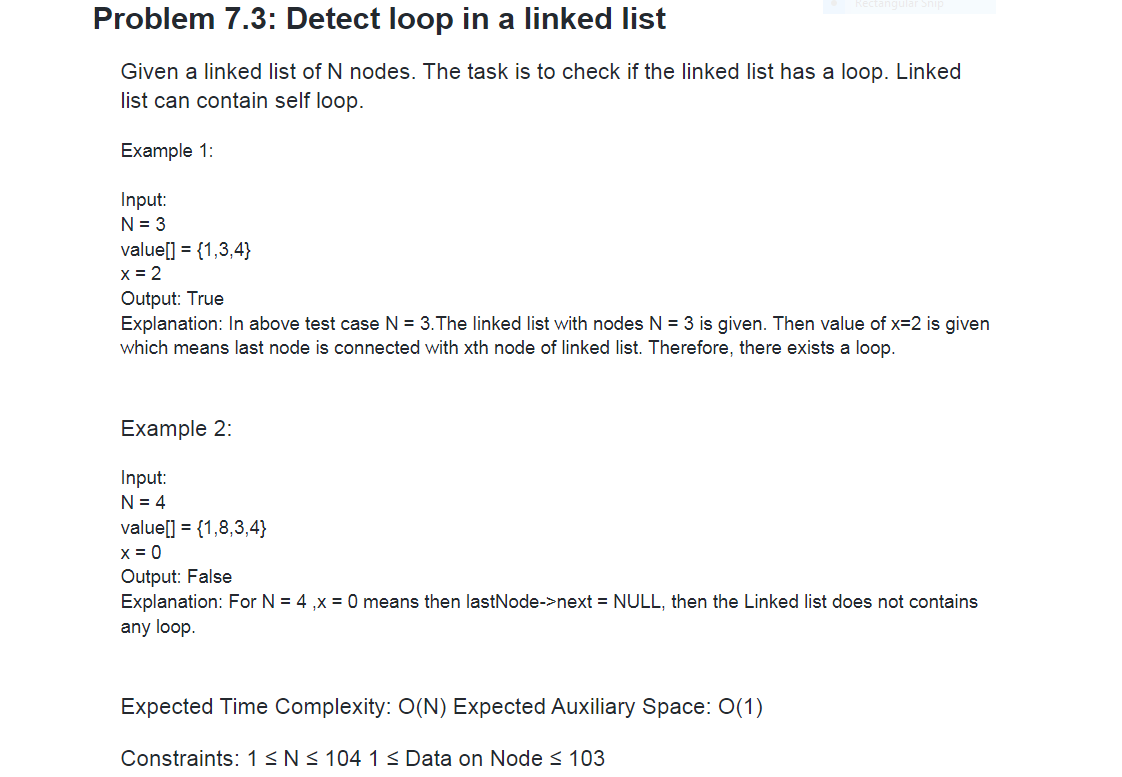 Rectangular Snip
Problem 7.3: Detect loop in a linked list
Given a linked list of N nodes. The task is to check if the linked list has a loop. Linked
list can contain self loop.
Example 1:
Input:
N = 3
value[] = {1,3,4}
x = 2
Output: True
Explanation: In above test case N = 3.The linked list with nodes N = 3 is given. Then value of x=2 is given
which means last node is connected with xth node of linked list. Therefore, there exists a loop.
Example 2:
Input:
N = 4
value[] = {1,8,3,4}
x = 0
Output: False
Explanation: For N = 4 ,x = 0 means then lastNode->next = NULL, then the Linked list does not contains
any loop.
Expected Time Complexity: O(N) Expected Auxiliary Space: O(1)
Constraints: 1 ≤ N ≤ 104 1 ≤ Data on Node ≤ 103